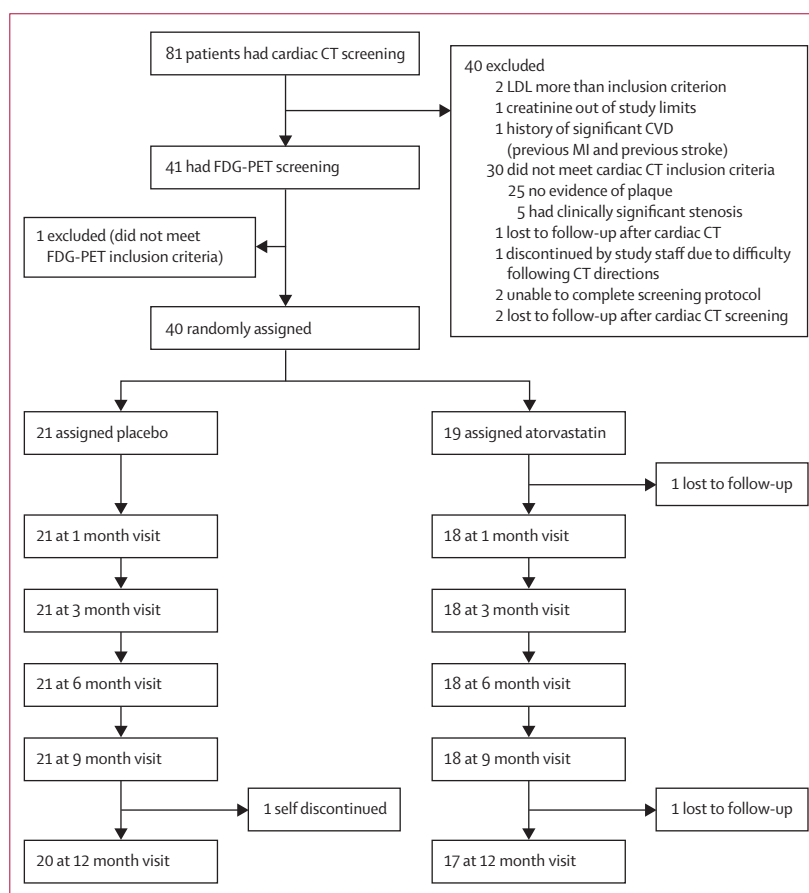 81 patients had cardiac CT screening
40 excluded
2 LDL more than inclusion criterion
1 creatinine out of study limits
1 history of significant CVD
(previous MI and previous stroke)
30 did not meet cardiac CT inclusion criteria
25 no evidence of plaque
5 had clinically significant stenosis
1 lost to follow-up after cardiac CT
1 discontinued by study staff due to difficulty
following CT directions
2 unable to complete screening protocol
2 lost to follow-up after cardiac CT screening
41 had FDG-PET screening
1 excluded (did not meet
FDG-PET inclusion criteria)
40 randomly assigned
21 assigned placebo
19 assigned atorvastatin
1 lost to follow-up
21 at 1 month visit
18 at 1 month visit
21 at 3 month visit
18 at 3 month visit
21 at 6 month visit
18 at 6 month visit
21 at 9 month visit
18 at 9 month visit
1 self discontinued
1 lost to follow-up
20 at 12 month visit
17 at 12 month visit